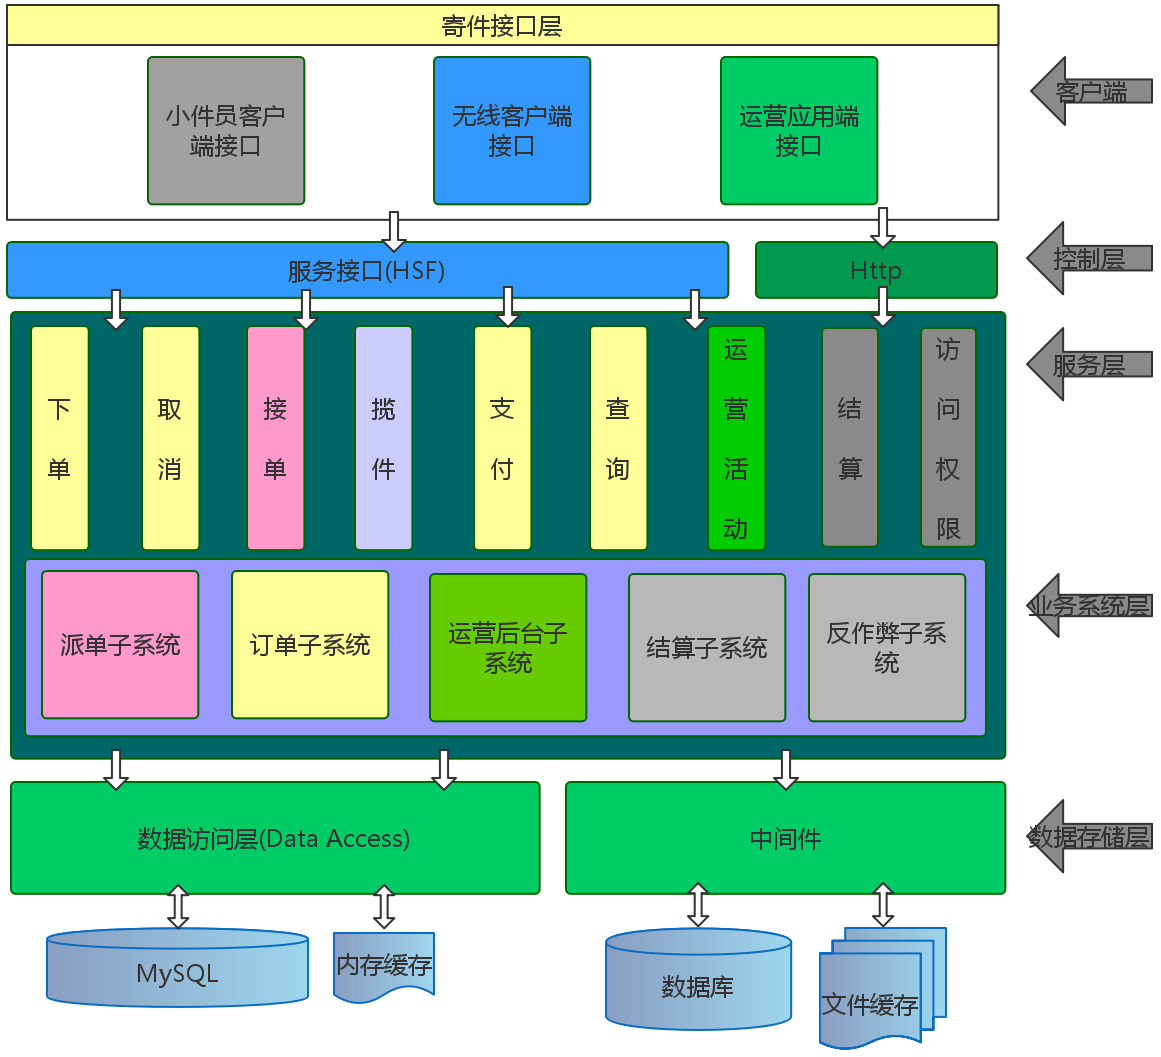 寄件接口层
小件员客户
端接口
无线客户端
接口
运营应用端
接口
客户端
服务接口(HSF)
Http
控制层
下
单
取
消
接
单
揽
件
支
付
查
询
运
营
活
动
结
算
访
问
权
限
服务层
派单子系统
订单子系统
运营后台子
系统
结算子系统
反作弊子系
统
业务系统层
数据访问层(Data Access)
中间件
数据存储层
MySQL
内存缓存
数据库
文件缓存